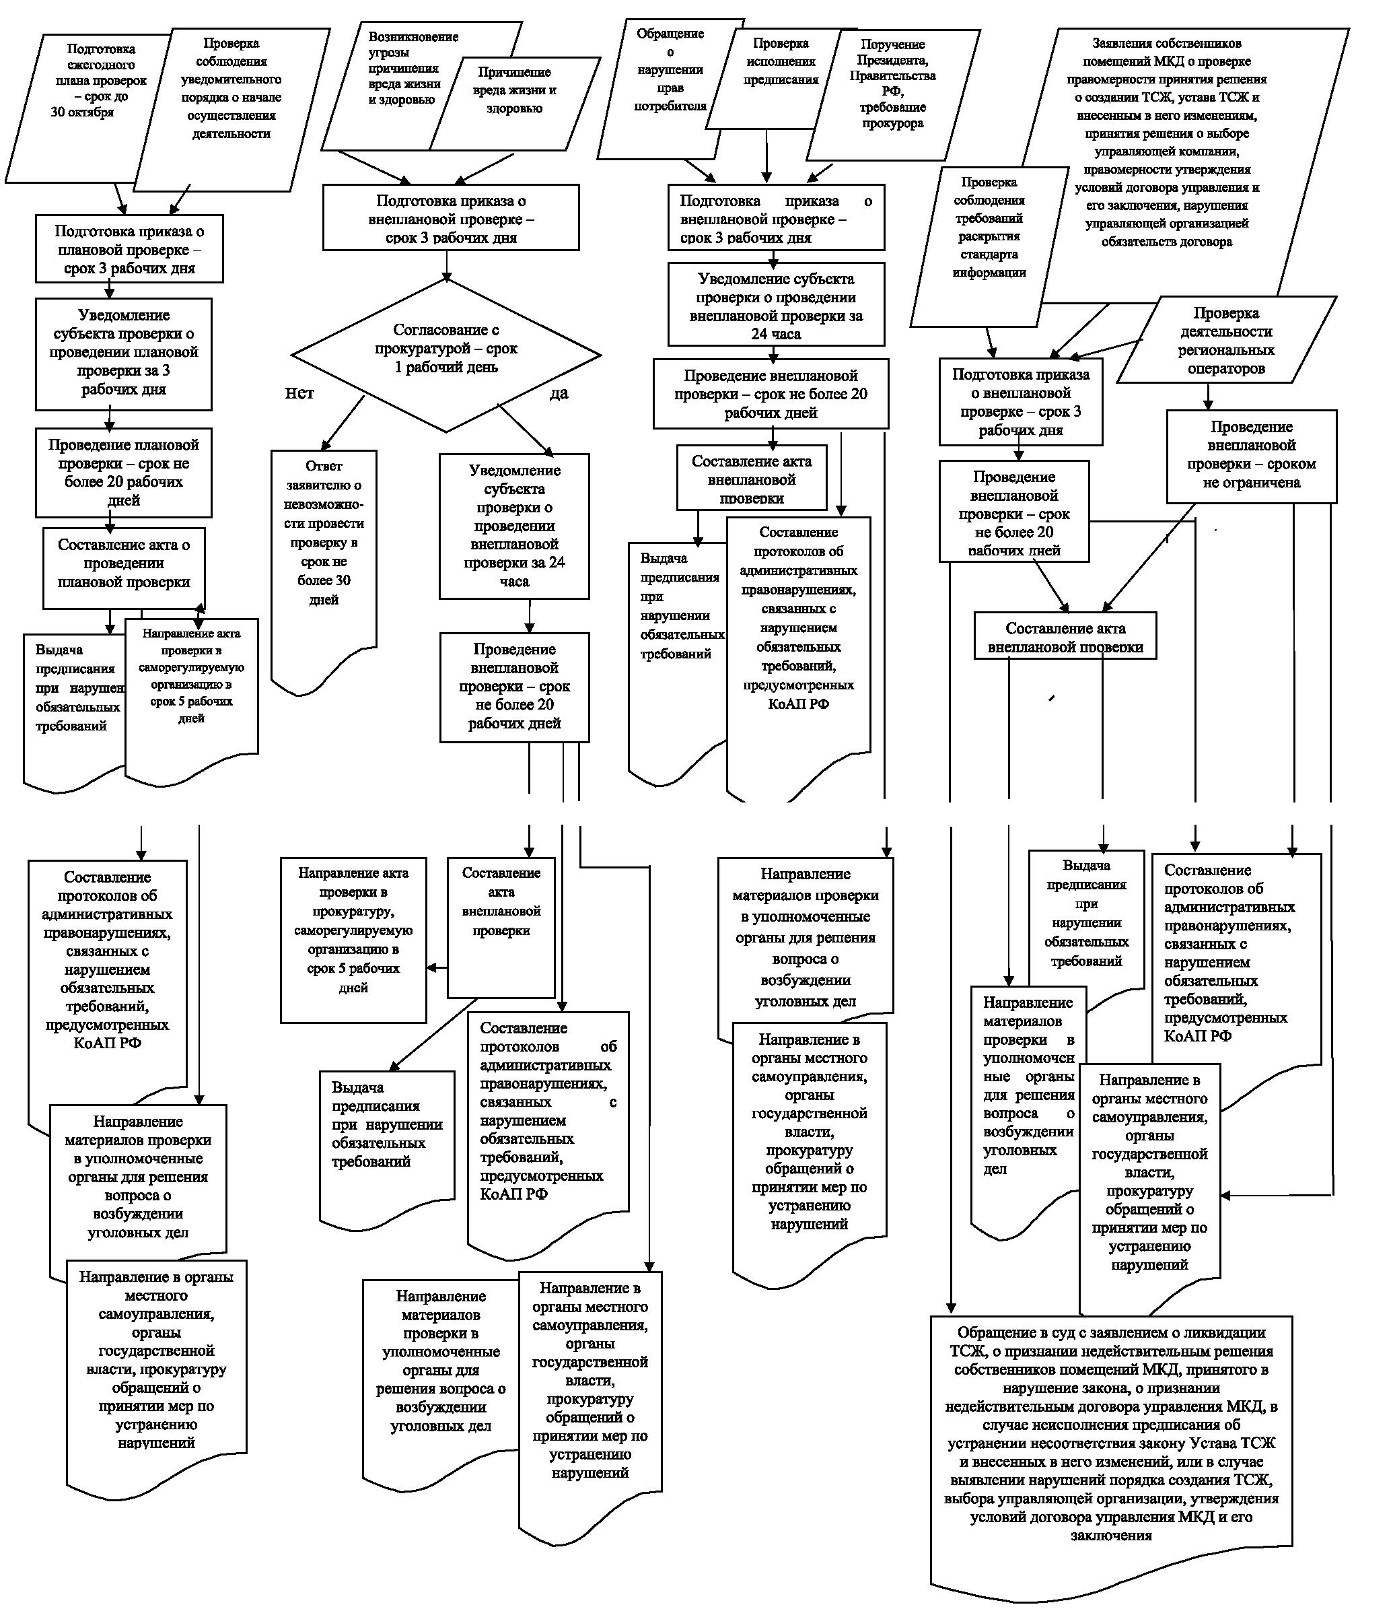 Подготовка
ежегодного
плана проверок
– срок до
30 октября
Проверка
соблюдения
уведомительного
порядка о начале
осуществления
деятельности
Возникновение
угрозы
причинения
вреда жизни
и здоровью
Причинение
вреда жизни и
здоровью
Обращение
о
нарушении
прав
потребителя
Проверка
исполнения
предписания
Поручение
Президента,
Правительства
РФ,
требование
прокурора
Заявления собственников
помещений МКД о проверке
правомерности принятия решения
о создании ТСЖ, устава ТСЖ и
внесенным в него изменениям,
принятия решения о выборе
управляющей компании,
правомерности утверждения
условий договора управления и
его заключения, нарушения
управляющей организацией
обязательств договора
Проверка
соблюдения
требований
раскрытия
стандарта
информации
Проверка
деятельности
региональных
операторов
Подготовка приказа о
плановой проверке –
срок 3 рабочих дня
Уведомление
субъекта проверки о
проведении плановой
проверки за 3
рабочих дня
Проведение плановой
проверки – срок не
более 20 рабочих
дней
Составление акта о
проведении
плановой проверки
Выдача
предписания
при нарушен
обязательных
требований
Направление акта
проверки в
саморегулируемую
организацию в
срок 5 рабочих
дней
Подготовка приказа о
внеплановой проверке –
срок 3 рабочих дня
Согласование с
прокуратурой – срок
1 рабочий день
нет
да
Ответ
заявителю о
невозможно-
сти провести
проверку в
срок не
более 30
дней
Уведомление
субъекта
проверки о
проведении
внеплановой
проверки за 24
часа
Проведение
внеплановой
проверки – срок
не более 20
рабочих дней
Подготовка приказа о
внеплановой проверке –
срок 3 рабочих дня
Уведомление субъекта
проверки о проведении
внеплановой проверки за
24 часа
Проведение внеплановой
проверки – срок не более 20
рабочих дней
Составление акта
внеплановой
проверки
Выдача
предписания
при
нарушении
обязательных
требований
Составление
протоколов об
административных
правонарушениях,
связанных с
нарушением
обязательных
требований,
предусмотренных
КоАП РФ
Подготовка приказа
о внеплановой
проверке – срок 3
рабочих дня
Проведение
внеплановой
проверки – срок
не более 20
рабочих дней
Проведение
внеплановой
проверки – сроком
не ограничена
Составление акта
внеплановой проверки
Составление
протоколов об
административных
правонарушениях,
связанных с
нарушением
обязательных
требований,
предусмотренных
КоАП РФ
Направление
материалов проверки
в уполномоченные
органы для решения
вопроса о
возбуждении
уголовных дел
Направление в органы
местного
самоуправления,
органы
государственной
власти, прокуратуру
обращений о
принятии мер по
устранению
нарушений
Направление акта
проверки в
прокуратуру,
саморегулируемую
организацию в
срок 5 рабочих
дней
Составление
акта
внеплановой
проверки
Выдача
предписания
при нарушении
обязательных
требований
Составление
протоколов об
административных
правонарушениях,
связанных с
нарушением
обязательных
требований,
предусмотренных
КоАП РФ
Направление
материалов
проверки в
уполномоченные
органы для
решения вопроса о
возбуждении
уголовных дел
Направление в
органы местного
самоуправления,
органы
государственной
власти,
прокуратуру
обращений о
принятии мер по
устранению
нарушений
Направление
материалов проверки
в уполномоченные
органы для решения
вопроса о
возбуждении
уголовных дел
Направление в
органы местного
самоуправления,
органы
государственной
власти,
прокуратуру
обращений о
принятии мер по
устранению
нарушений
Выдача
предписания
при
нарушении
обязательных
требований
Составление
протоколов об
административных
правонарушениях,
связанных с
нарушением
обязательных
требований,
предусмотренных
КоАП РФ
Направление
материалов
проверки в
уполномочен
ные органы
для решения
вопроса о
возбуждении
уголовных
дел
Направление в
органы местного
самоуправления,
органы
государственной
власти,
прокуратуру
обращений о
принятии мер по
устранению
нарушений
Обращение в суд с заявлением о ликвидации
ТСЖ, о признании недействительным решения
собственников помещений МКД, принятого в
нарушение закона, о признании
недействительным договора управления МКД, в
случае неисполнения предписания об
устранении несоответствия закону Устава ТСЖ
и внесенных в него изменений, или в случае
выявлении нарушений порядка создания ТСЖ,
выбора управляющей организации, утверждения
условий договора управления МКД и его
заключения